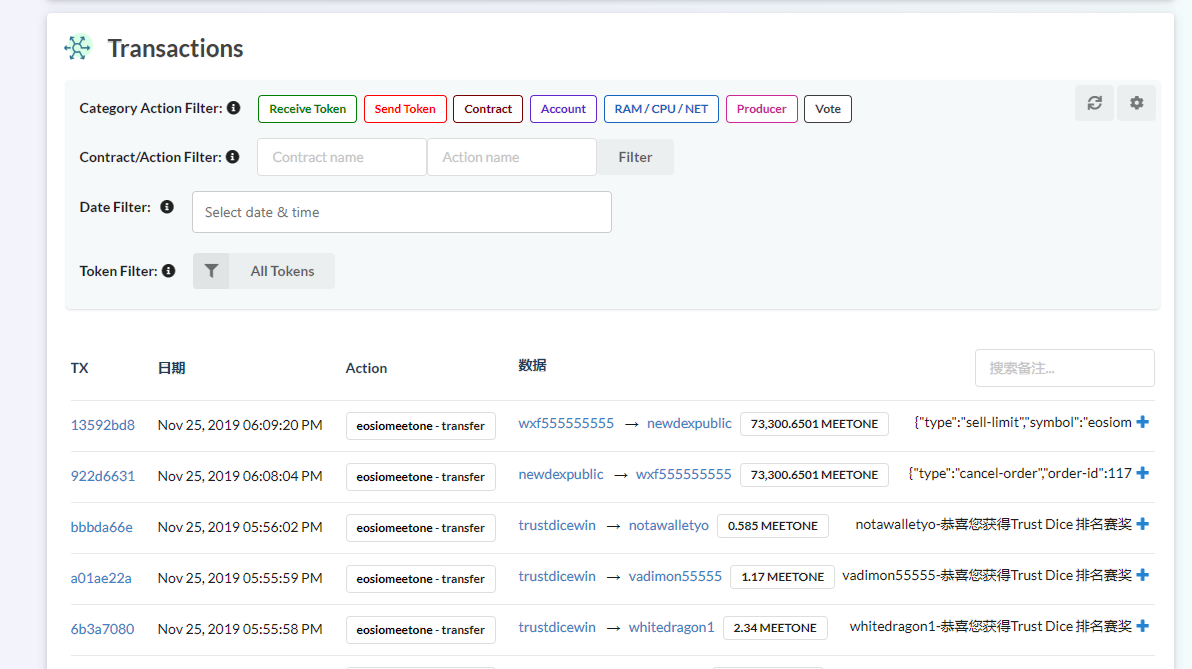 Transactions
Category Action Filter: Receive Token Send Token Contract Account RAM / CPU / NET Producer Vote
Contract/Action Filter: Contract name Action name Filter
Date Filter: Select date & time
Token Filter: All Tokens
TX 日期 Action 数据 搜索备注...
13592bd8 Nov 25, 2019 06:09:20 PM eosiomeetone - transfer wxf555555555 → newdexpublic 73,300.6501 MEETONE {"type":"sell-limit","symbol":"eosiom
922d6631 Nov 25, 2019 06:08:04 PM eosiomeetone - transfer newdexpublic → wxf555555555 73,300.6501 MEETONE {"type":"cancel-order","order-id":117
bbbda66e Nov 25, 2019 05:56:02 PM eosiomeetone - transfer trustdicewin → notawalletyo 0.585 MEETONE notawalletyo-恭喜您获得Trust Dice 排名赛奖
a01ae22a Nov 25, 2019 05:55:59 PM eosiomeetone - transfer trustdicewin → vadimon55555 1.17 MEETONE vadimon55555-恭喜您获得Trust Dice 排名赛奖
6b3a7080 Nov 25, 2019 05:55:58 PM eosiomeetone - transfer trustdicewin → whitedragon1 2.34 MEETONE whitedragon1-恭喜您获得Trust Dice 排名赛奖